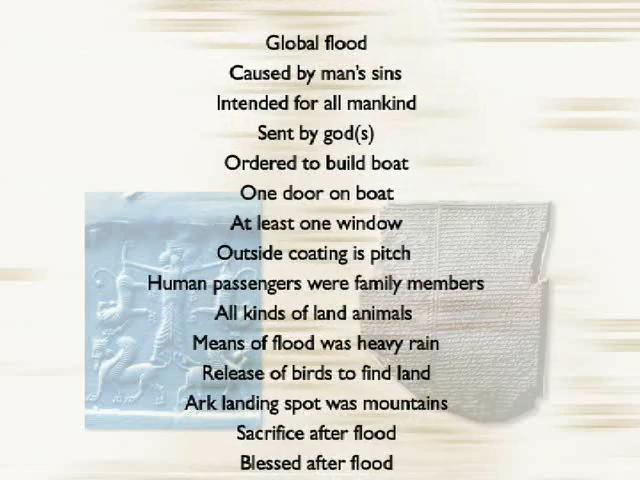 Global flood
Caused by man's sins
Intended for all mankind
Sent by god(s)
Ordered to build boat
One door on boat
At least one window
Outside coating is pitch
Human passengers were family members
All kinds of land animals
Means of flood was heavy rain
Release of birds to find land
Ark landing spot was mountains
Sacrifice after flood
Blessed after flood